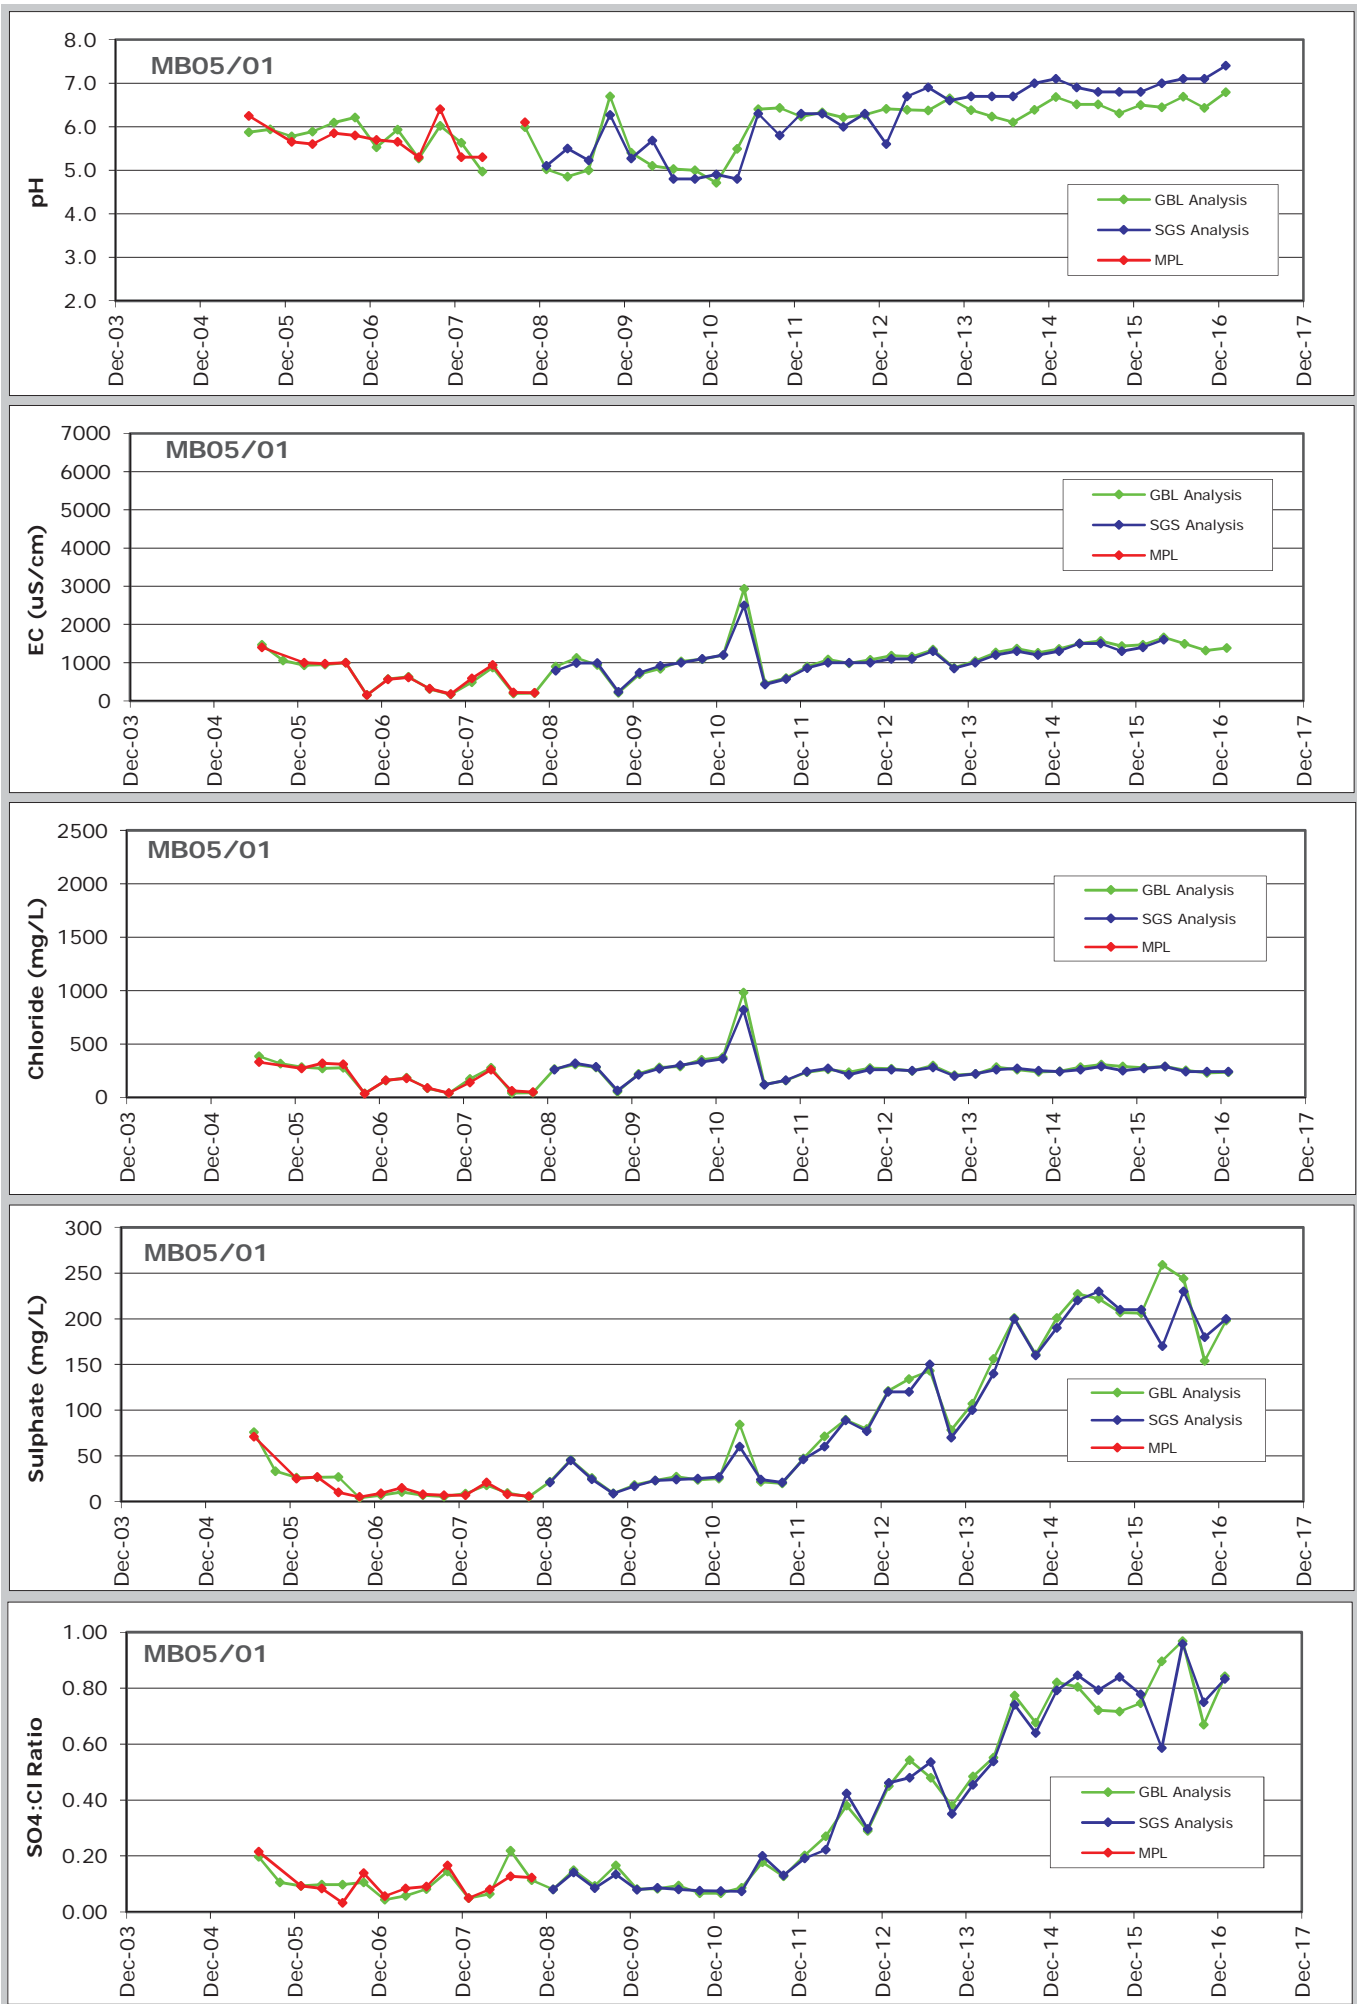 MB05/01
pH
8.0
7.0
6.0
5.0
4.0
3.0
2.0
GBL Analysis
SGS Analysis
MPL
Dec-03
Dec-04
Dec-05
Dec-06
Dec-07
Dec-08
Dec-09
Dec-10
Dec-11
Dec-12
Dec-13
Dec-14
Dec-15
Dec-16
Dec-17
MB05/01
EC (uS/cm)
7000
6000
5000
4000
3000
2000
1000
0
GBL Analysis
SGS Analysis
MPL
Dec-03
Dec-04
Dec-05
Dec-06
Dec-07
Dec-08
Dec-09
Dec-10
Dec-11
Dec-12
Dec-13
Dec-14
Dec-15
Dec-16
Dec-17
MB05/01
Chloride (mg/L)
2500
2000
1500
1000
500
0
GBL Analysis
SGS Analysis
MPL
Dec-03
Dec-04
Dec-05
Dec-06
Dec-07
Dec-08
Dec-09
Dec-10
Dec-11
Dec-12
Dec-13
Dec-14
Dec-15
Dec-16
Dec-17
MB05/01
Sulphate (mg/L)
300
250
200
150
100
50
0
GBL Analysis
SGS Analysis
MPL
Dec-03
Dec-04
Dec-05
Dec-06
Dec-07
Dec-08
Dec-09
Dec-10
Dec-11
Dec-12
Dec-13
Dec-14
Dec-15
Dec-16
Dec-17
MB05/01
SO4:Cl Ratio
1.00
0.80
0.60
0.40
0.20
0.00
GBL Analysis
SGS Analysis
MPL
Dec-03
Dec-04
Dec-05
Dec-06
Dec-07
Dec-08
Dec-09
Dec-10
Dec-11
Dec-12
Dec-13
Dec-14
Dec-15
Dec-16
Dec-17